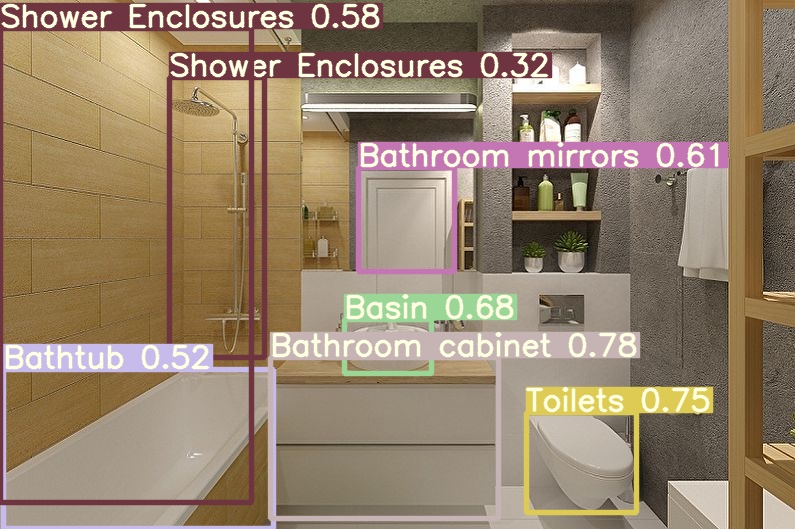 Shower Enclosures 0.58
Shower Enclosures 0.32
Bathroom mirrors 0.61
Basin 0.68
Bathroom cabinet 0.78
Bathtub 0.52
Toilets 0.75